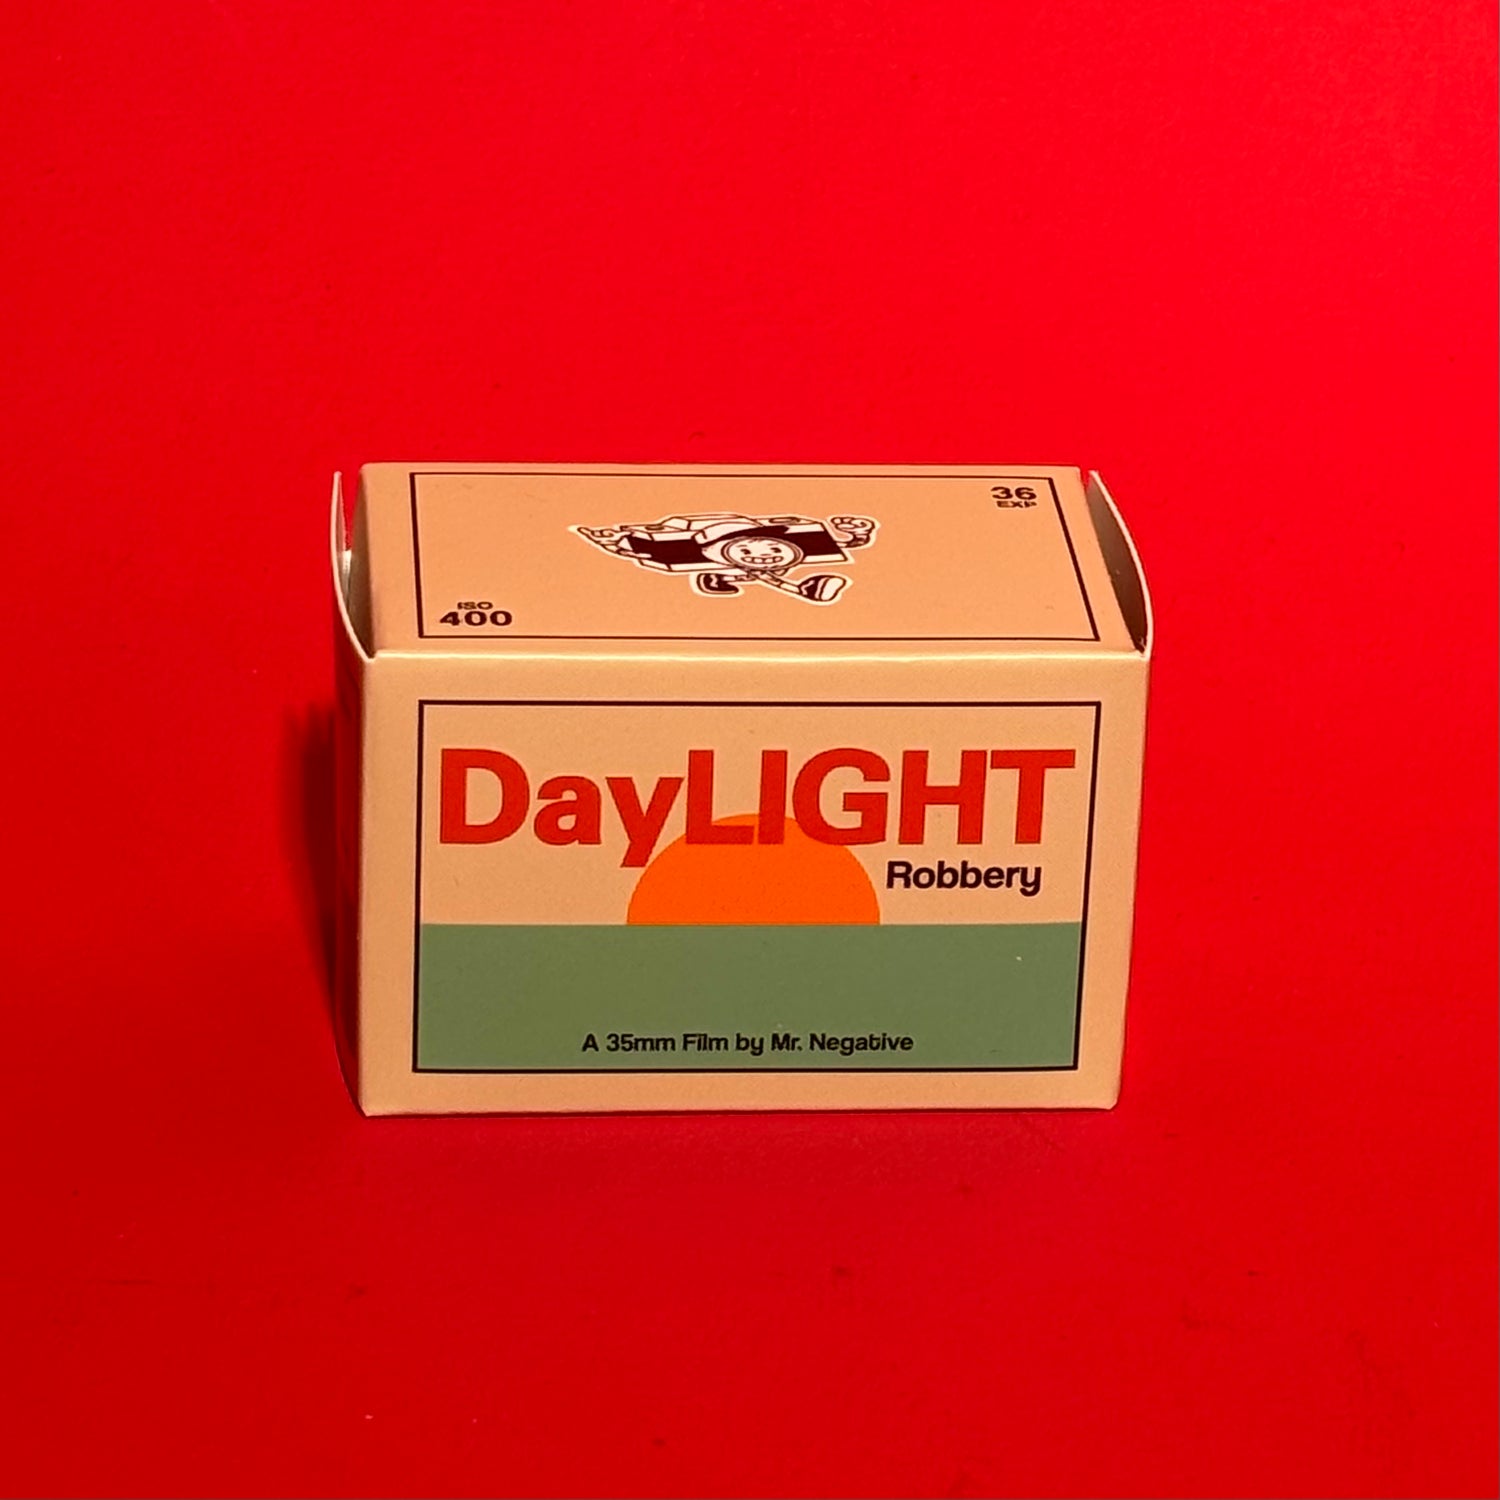 36
EXP
ISO
400
DayLIGHT
Robbery
A 35mm Film by Mr. Negative